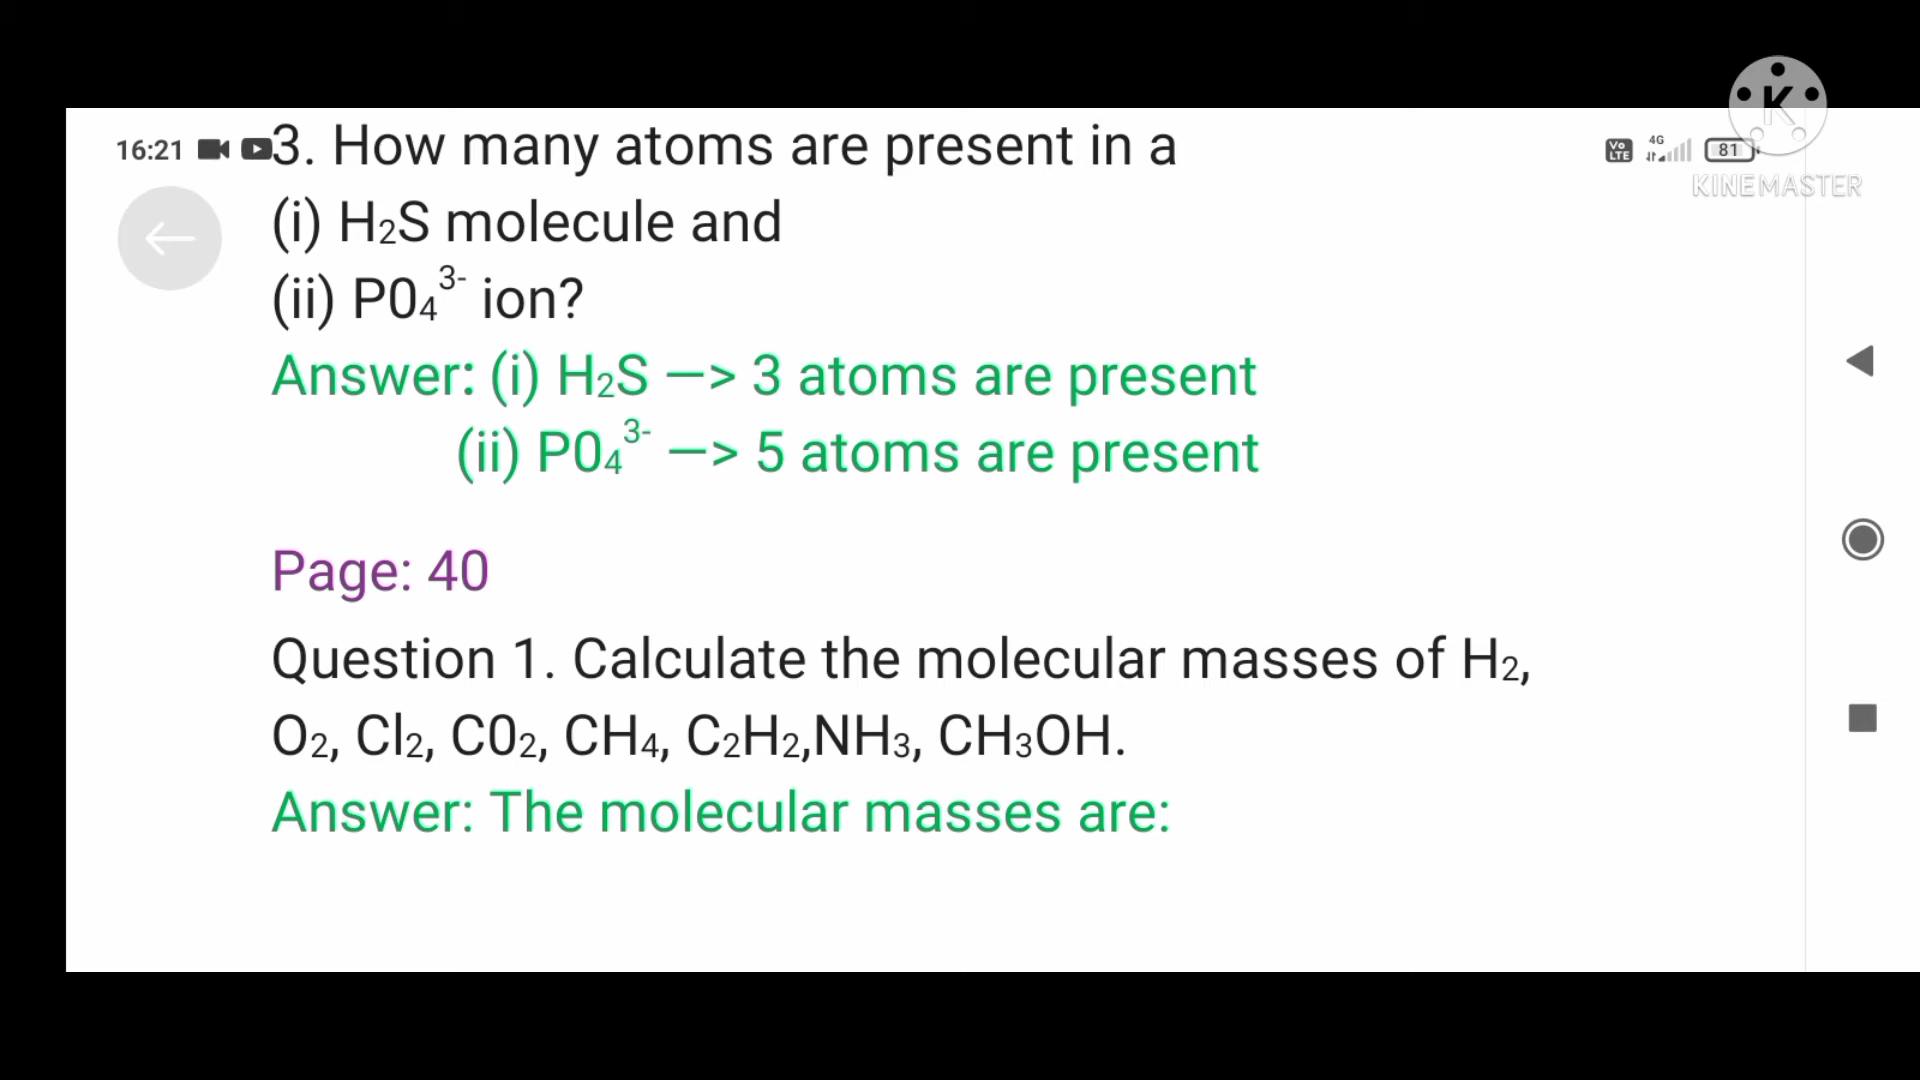 16:21 3. How many atoms are present in a Vo LTE 4G 81 K
KINEMASTER
(i) H₂S molecule and
(ii) P0₄³⁻ ion?
Answer: (i) H₂S —> 3 atoms are present
(ii) P0₄³⁻ —> 5 atoms are present
Page: 40
Question 1. Calculate the molecular masses of H₂,
O₂, Cl₂, C0₂, CH₄, C₂H₂,NH₃, CH₃OH.
Answer: The molecular masses are: